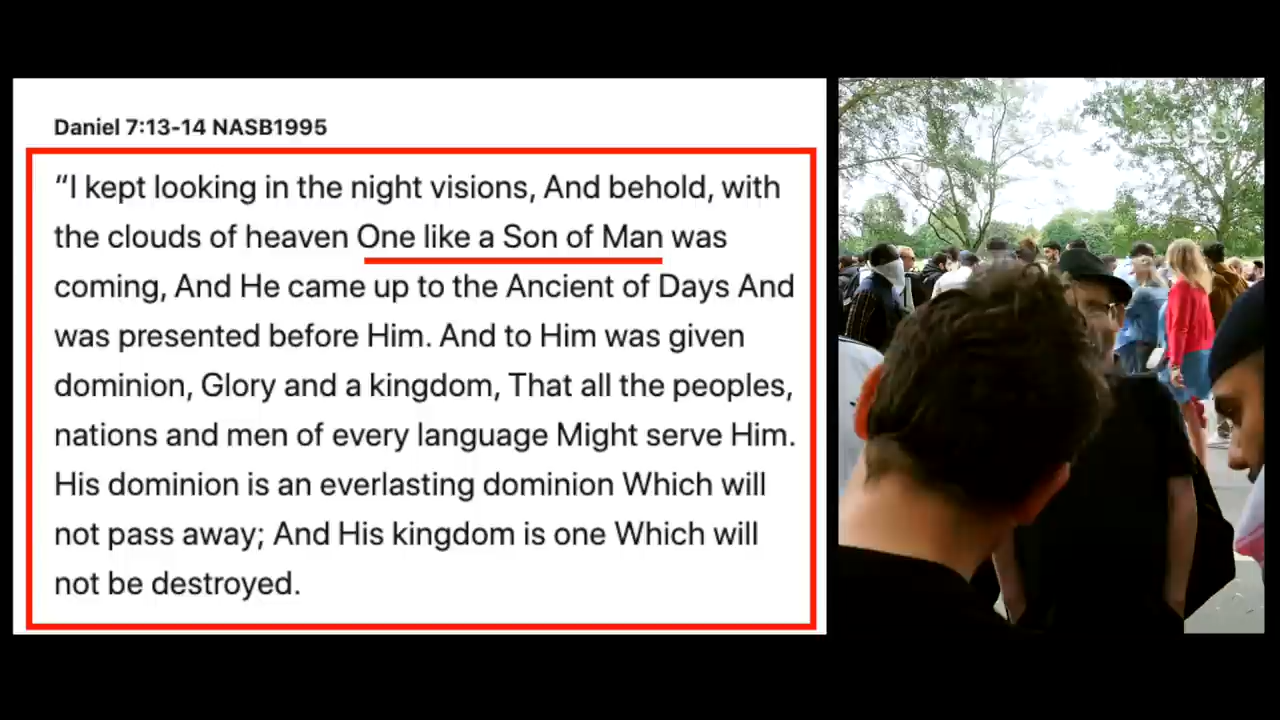 Daniel 7:13-14 NASB1995
“I kept looking in the night visions, And behold, with
the clouds of heaven One like a Son of Man was
coming, And He came up to the Ancient of Days And
was presented before Him. And to Him was given
dominion, Glory and a kingdom, That all the peoples,
nations and men of every language Might serve Him.
His dominion is an everlasting dominion Which will
not pass away; And His kingdom is one Which will
not be destroyed.